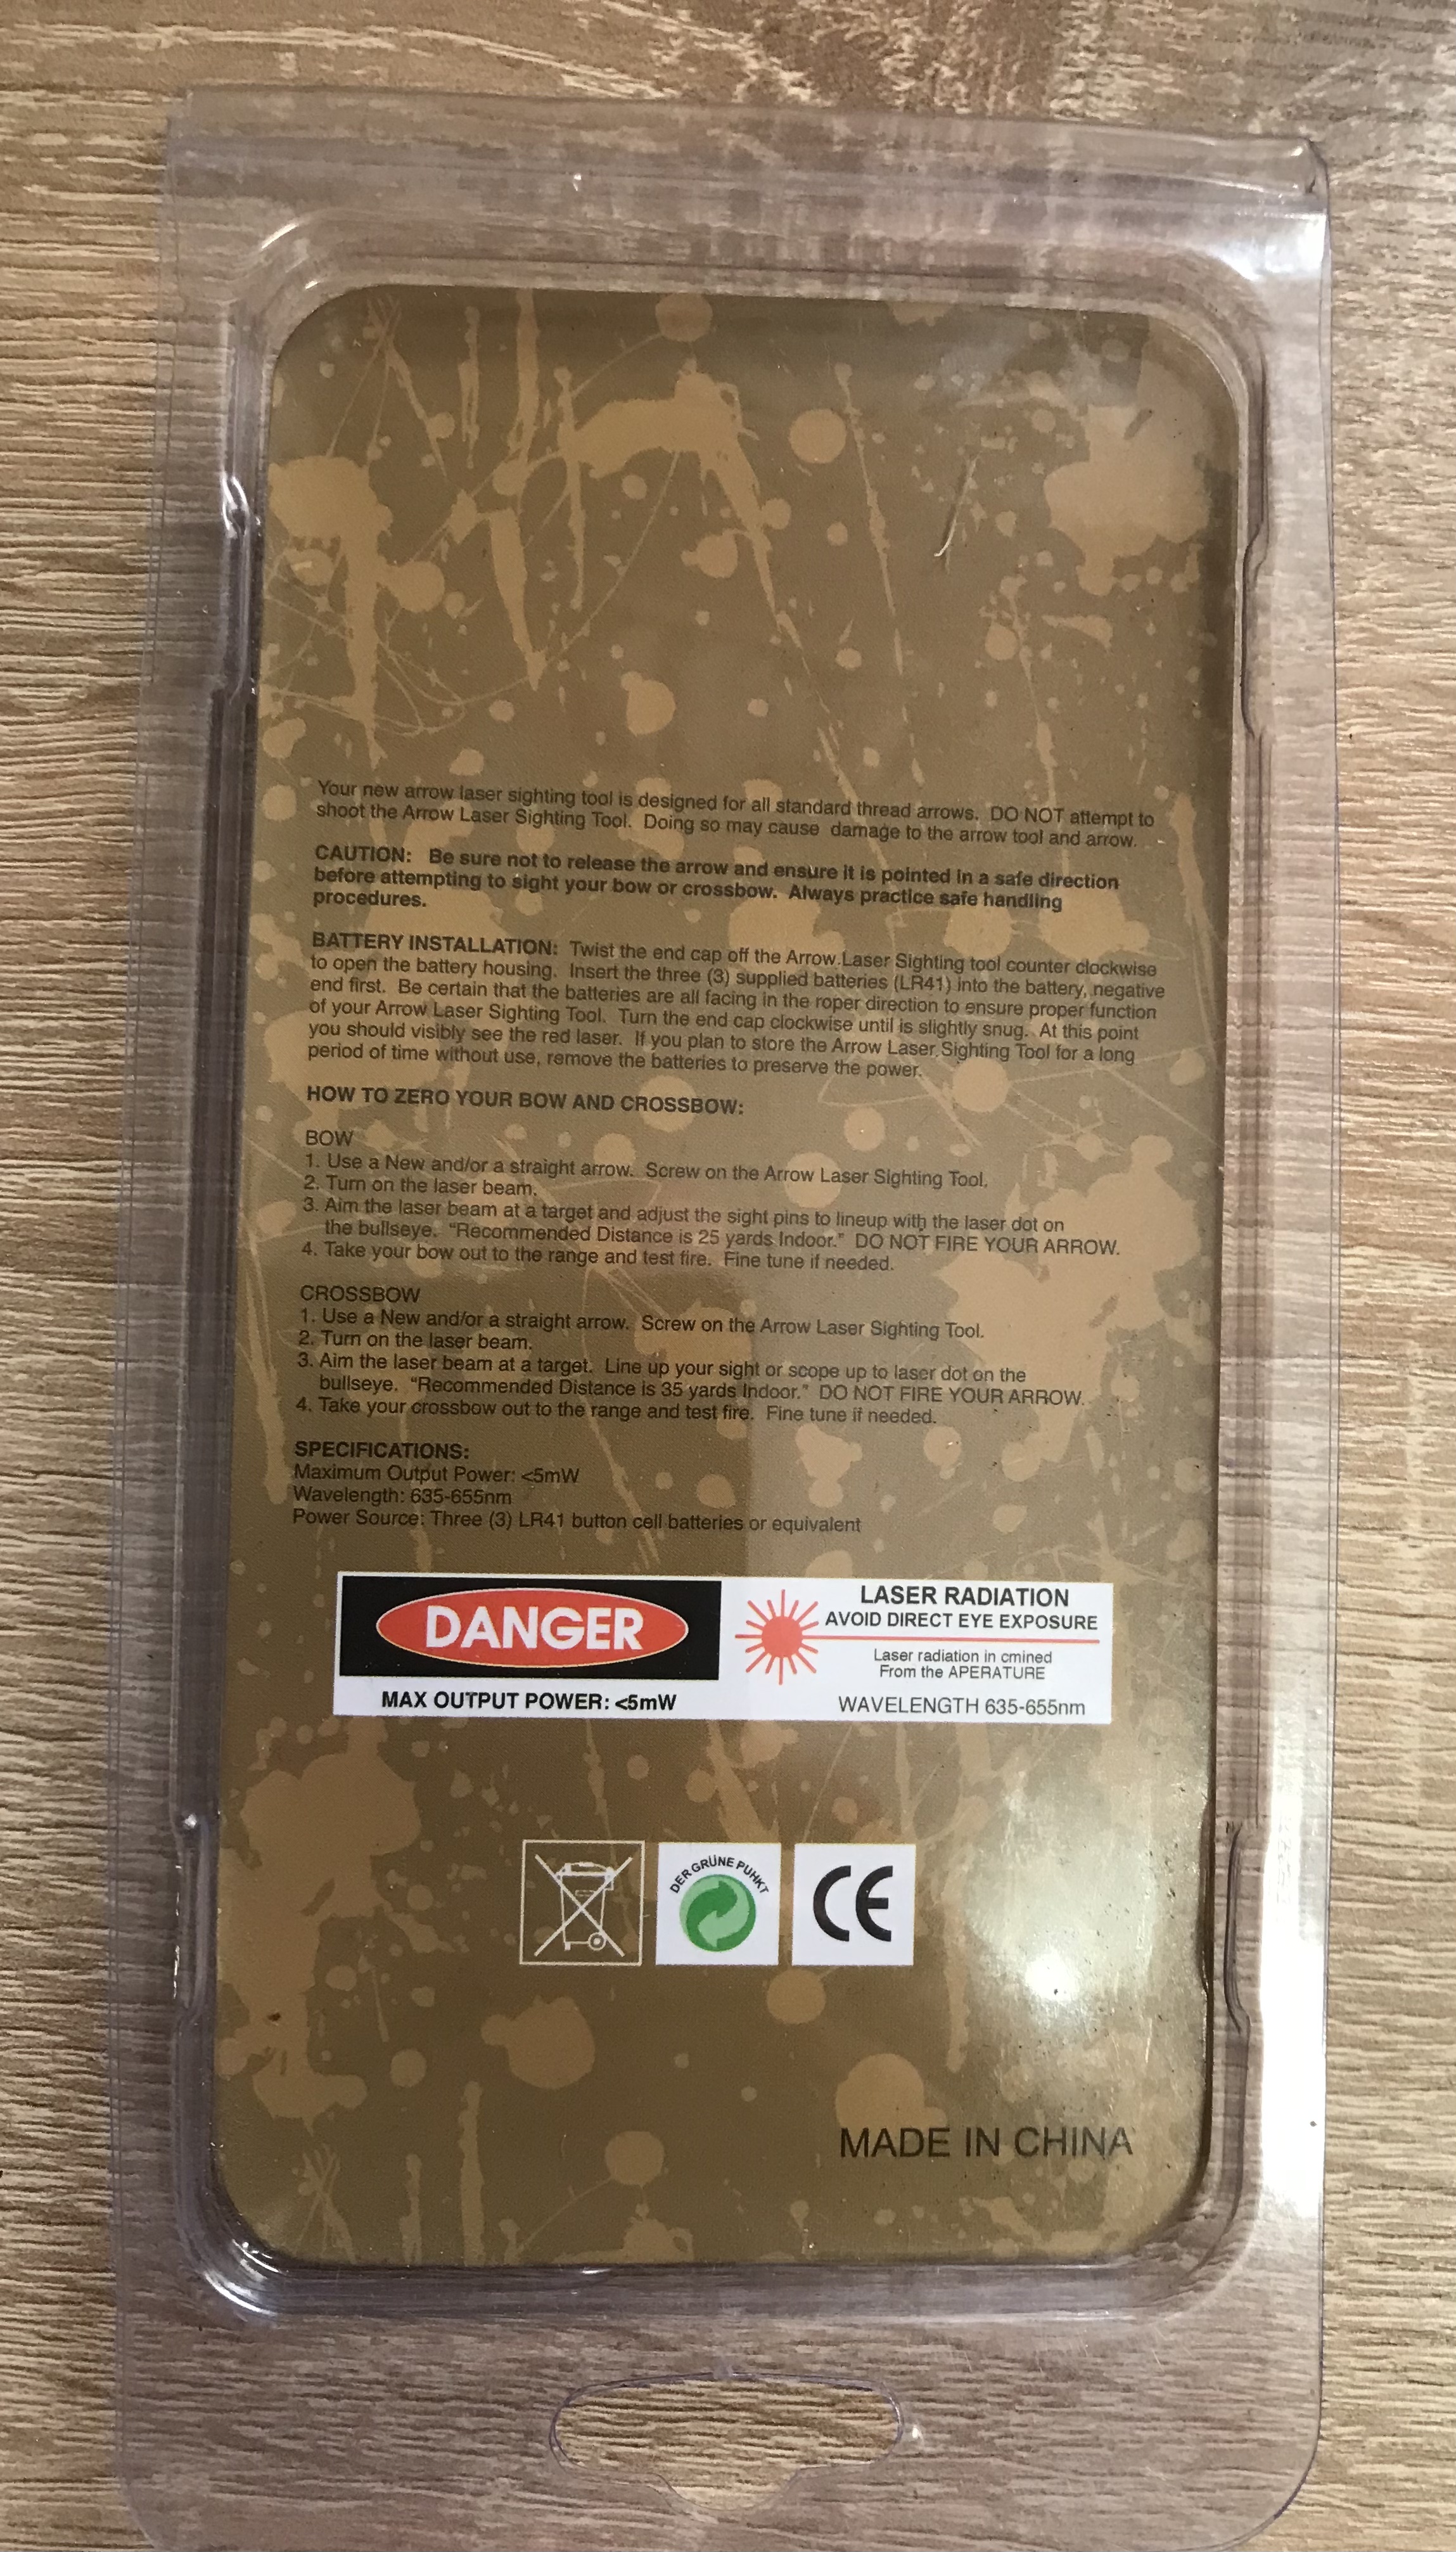 Your new arrow laser sighting tool is designed for all standard thread arrows. DO NOT attempt to
shoot the Arrow Laser Sighting Tool. Doing so may cause damage to the arrow tool and arrow.
CAUTION: Be sure not to release the arrow and ensure it is pointed in a safe direction
before attempting to sight your bow or crossbow. Always practice safe handling
procedures.
BATTERY INSTALLATION: Twist the end cap off the Arrow Laser Sighting tool counter clockwise
to open the battery housing. Insert the three (3) supplied batteries (LR41) into the battery, negative
end first. Be certain that the batteries are all facing in the roper direction to ensure proper function
of your Arrow Laser Sighting Tool. Turn the end cap clockwise until is slightly snug. At this point
you should visibly see the red laser. If you plan to store the Arrow Laser Sighting Tool for a long
period of time without use, remove the batteries to preserve the power.
HOW TO ZERO YOUR BOW AND CROSSBOW:
BOW
1. Use a New and/or a straight arrow. Screw on the Arrow Laser Sighting Tool.
2. Turn on the laser beam.
3. Aim the laser beam at a target and adjust the sight pins to lineup with the laser dot on
the bullseye. “Recommended Distance is 25 yards Indoor.” DO NOT FIRE YOUR ARROW.
4. Take your bow out to the range and test fire. Fine tune if needed.
CROSSBOW
1. Use a New and/or a straight arrow. Screw on the Arrow Laser Sighting Tool.
2. Turn on the laser beam.
3. Aim the laser beam at a target. Line up your sight or scope up to laser dot on the
bullseye. “Recommended Distance is 35 yards Indoor.” DO NOT FIRE YOUR ARROW.
4. Take your crossbow out to the range and test fire. Fine tune if needed.
SPECIFICATIONS:
Maximum Output Power: <5mW
Wavelength: 635-655nm
Power Source: Three (3) LR41 button cell batteries or equivalent
DANGER
MAX OUTPUT POWER: <5mW
LASER RADIATION
AVOID DIRECT EYE EXPOSURE
Laser radiation in cmined
From the APERATURE
WAVELENGTH 635-655nm
DER GRÜNE PUHKT
CE
MADE IN CHINA